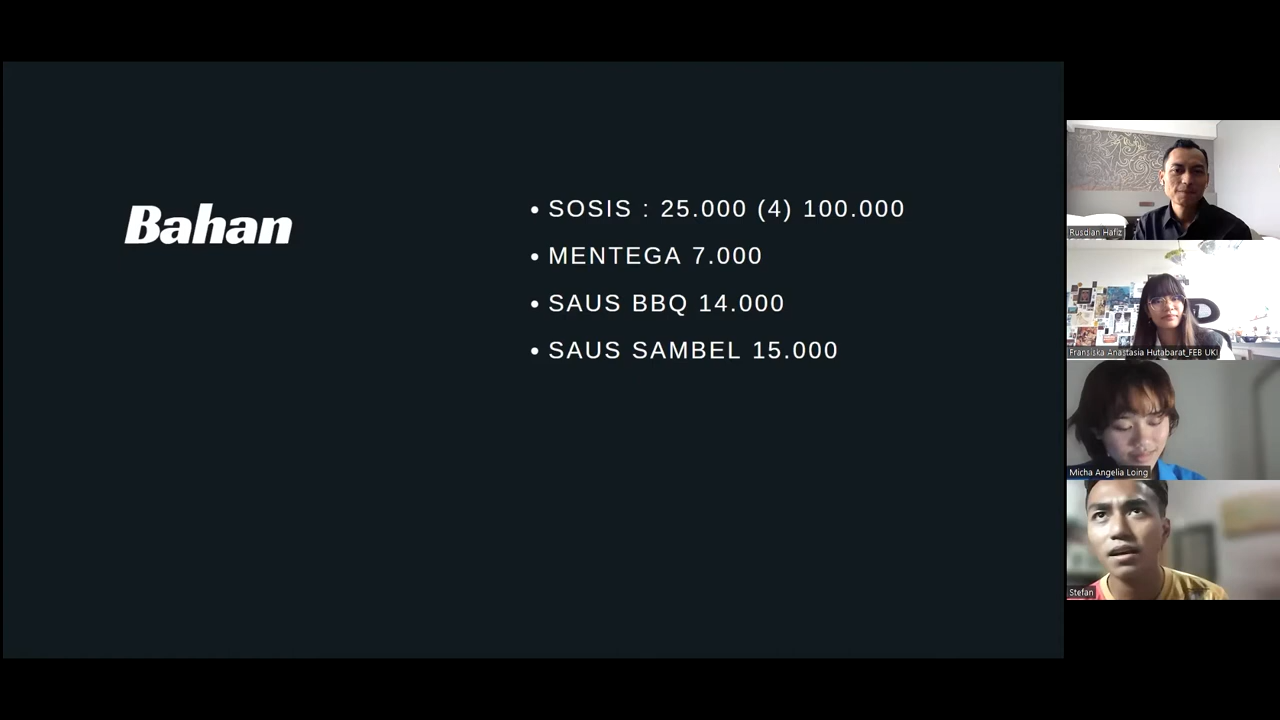 Bahan
• SOSIS : 25.000 (4) 100.000
• MENTEGA 7.000
• SAUS BBQ 14.000
• SAUS SAMBEL 15.000
Rusdian Hafiz
Fransiska Anastasia Hutabarat_FEB UKI
Micha Angelia Loing
Stefan